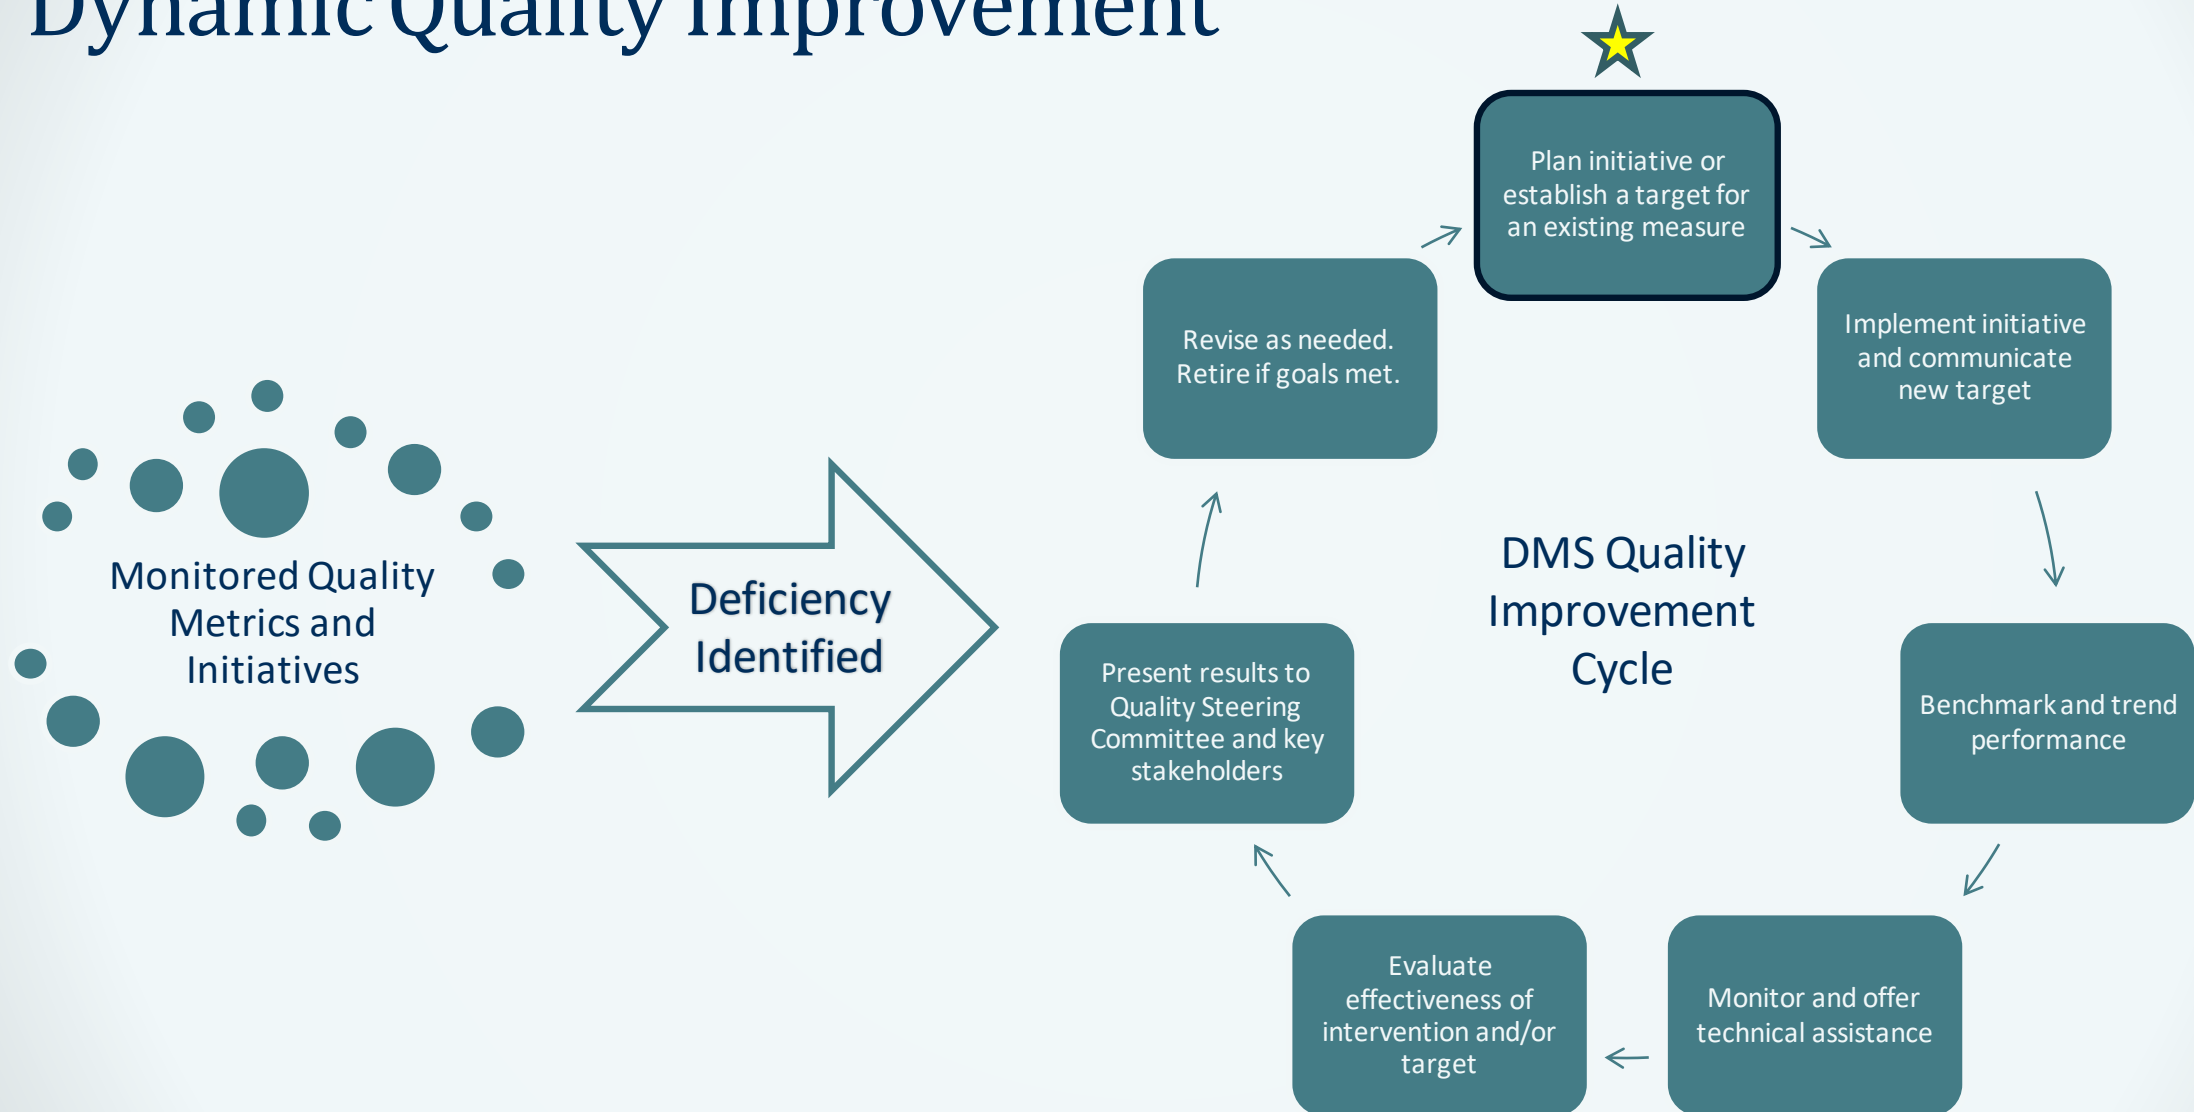 Dynamic Quality Improvement
Monitored Quality
Metrics and
Initiatives
Deficiency
Identified
DMS Quality
Improvement
Cycle
Plan initiative or
establish a target for
an existing measure
Implement initiative
and communicate
new target
Benchmark and trend
performance
Monitor and offer
technical assistance
Evaluate
effectiveness of
intervention and/or
target
Present results to
Quality Steering
Committee and key
stakeholders
Revise as needed.
Retire if goals met.